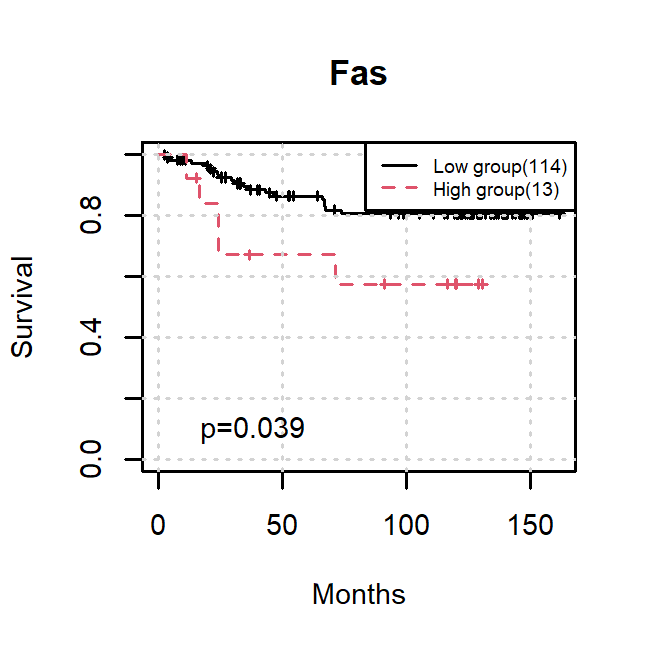 Fas
Low group(114)
High group(13)
Survival
0.8
0.4
0.0
p=0.039
0 50 100 150
Months